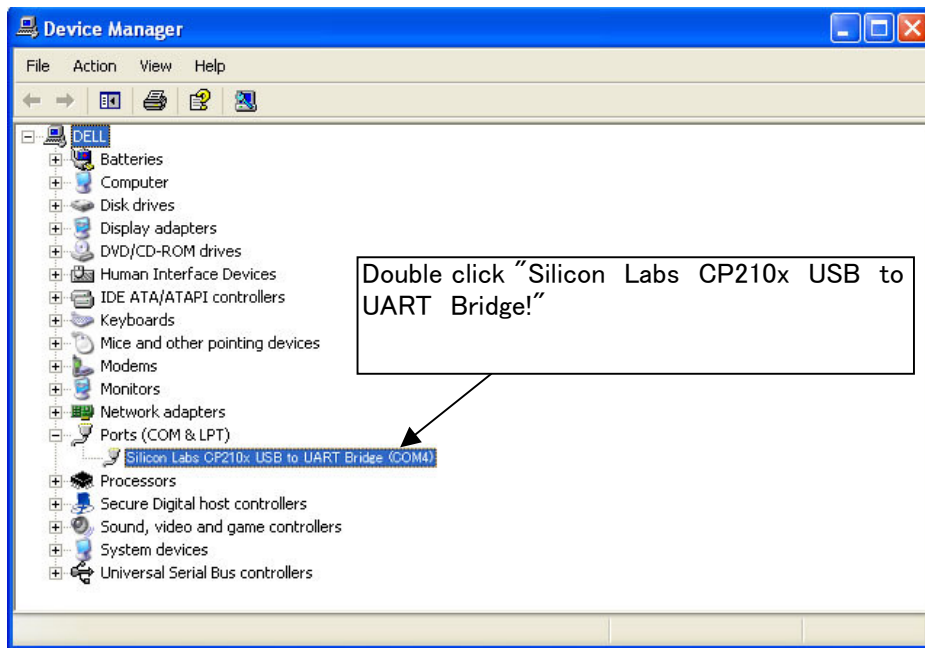 Device Manager
File Action View Help
DELL
Batteries
Computer
Disk drives
Display adapters
DVD/CD-ROM drives
Human Interface Devices
IDE ATA/ATAPI controllers
Keyboards
Mice and other pointing devices
Modems
Monitors
Network adapters
Ports (COM & LPT)
Silicon Labs CP210x USB to UART Bridge (COM4)
Processors
Secure Digital host controllers
Sound, video and game controllers
System devices
Universal Serial Bus controllers
Double click "Silicon Labs CP210x USB to
UART Bridge!"